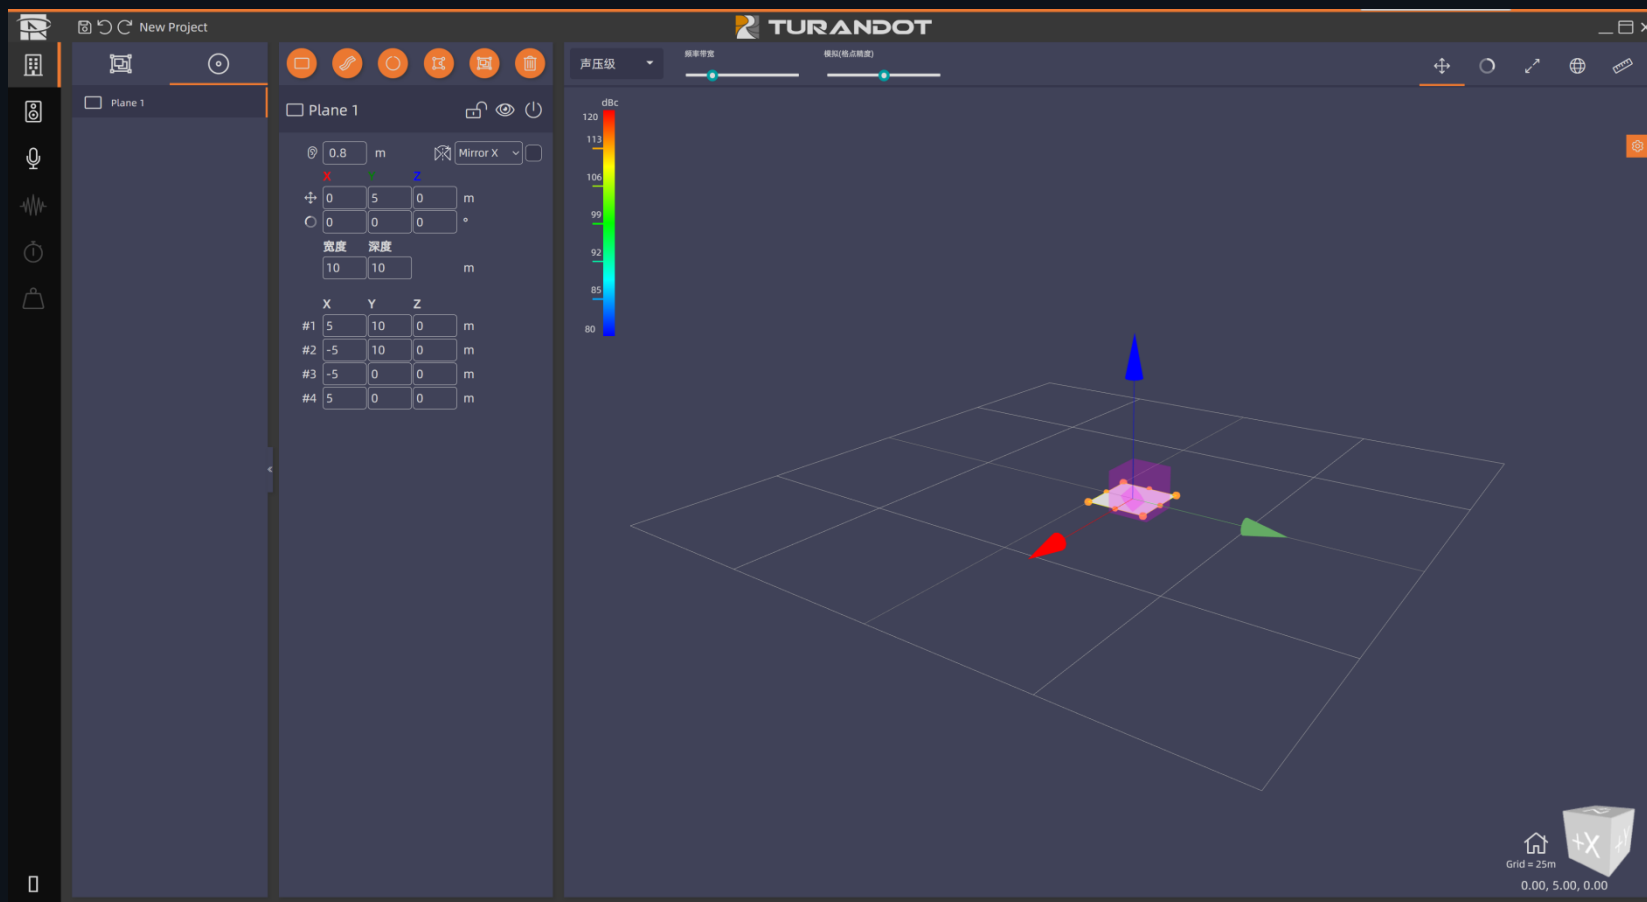 New Project
TURANDOT
声压级
频率带宽
模拟(格点精度)
Plane 1
Plane 1
0.8 m Mirror X
X Y Z
0 5 0 m
0 0 0 °
宽度 深度
10 10 m
X Y Z
#1 5 10 0 m
#2 -5 10 0 m
#3 -5 0 0 m
#4 5 0 0 m
dBc
120
113
106
99
92
85
80
+X
Grid = 25m
0.00, 5.00, 0.00